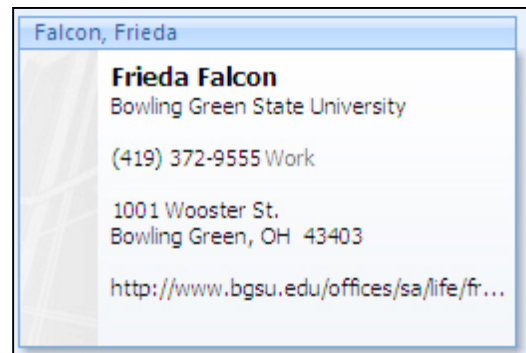 Falcon, Frieda
Frieda Falcon
Bowling Green State University
(419) 372-9555 Work
1001 Wooster St.
Bowling Green, OH 43403
http://www.bgsu.edu/offices/sa/life/fr...